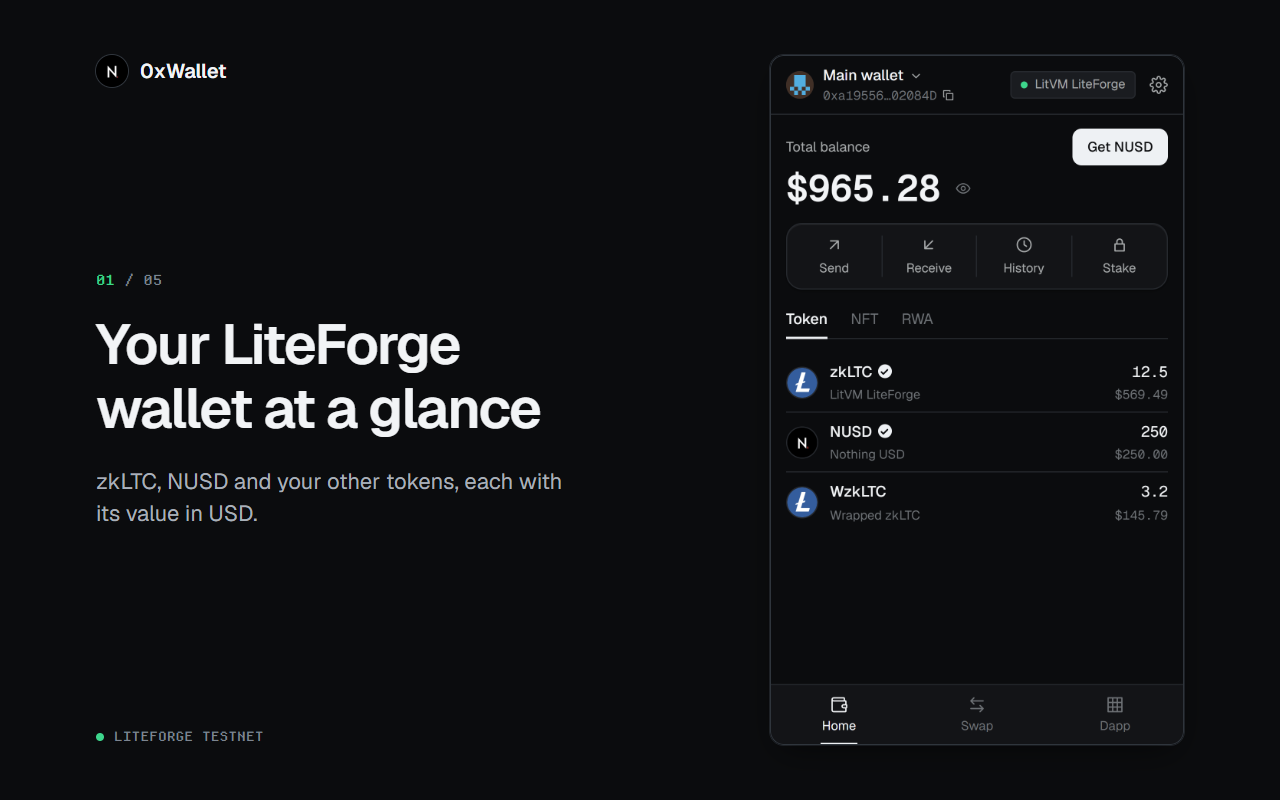 N 0xWallet
01 / 05
Your LiteForge
wallet at a glance
zkLTC, NUSD and your other tokens, each with
its value in USD.
LITEFORGE TESTNET
Main wallet
0xa19556…02084D
LitVM LiteForge
Total balance
Get NUSD
$965.28
Send Receive History Stake
Token NFT RWA
zkLTC 12.5
LitVM LiteForge $569.49
N NUSD 250
Nothing USD $250.00
WzkLTC 3.2
Wrapped zkLTC $145.79
Home Swap Dapp